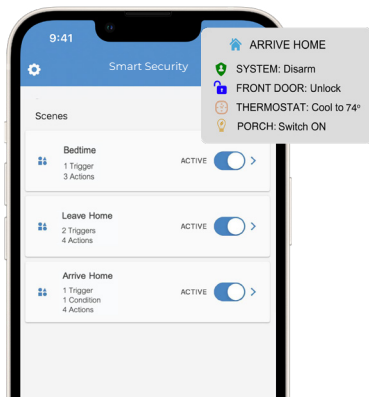 9:41
Smart Security
Scenes
Bedtime
1 Trigger
3 Actions
ACTIVE
Leave Home
2 Triggers
4 Actions
ACTIVE
Arrive Home
1 Trigger
1 Condition
4 Actions
ACTIVE
ARRIVE HOME
SYSTEM: Disarm
FRONT DOOR: Unlock
THERMOSTAT: Cool to 74°
PORCH: Switch ON